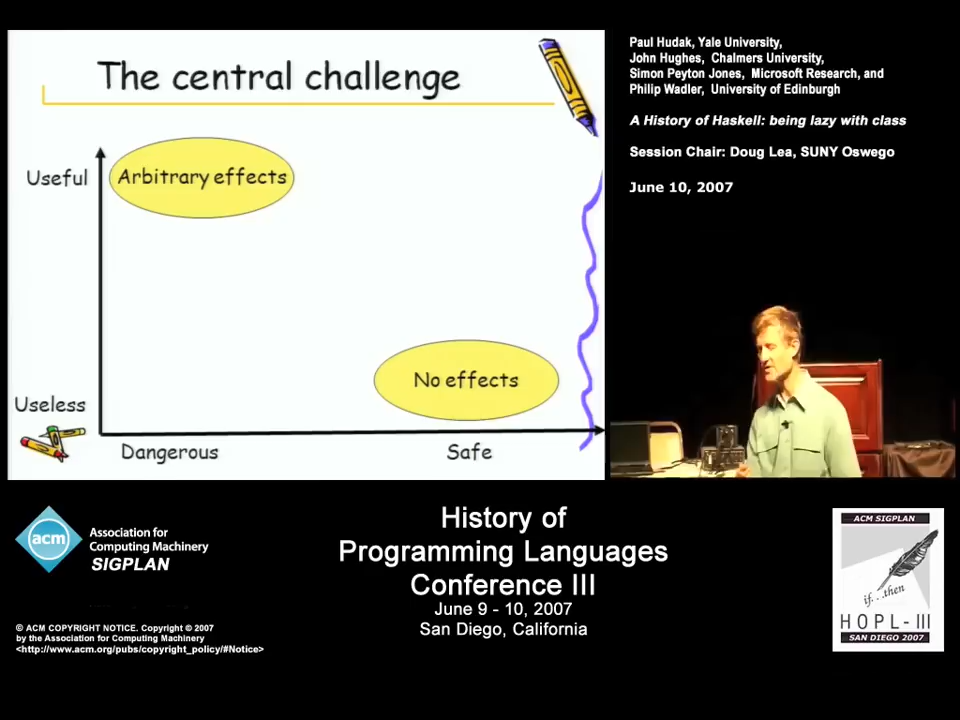 The central challenge
Useful
Arbitrary effects
No effects
Useless
Dangerous
Safe
Paul Hudak, Yale University,
John Hughes, Chalmers University,
Simon Peyton Jones, Microsoft Research, and
Philip Wadler, University of Edinburgh
A History of Haskell: being lazy with class
Session Chair: Doug Lea, SUNY Oswego
June 10, 2007
acm
Association for
Computing Machinery
SIGPLAN
© ACM COPYRIGHT NOTICE. Copyright © 2007
by the Association for Computing Machinery
<http://www.acm.org/pubs/copyright_policy/#Notice>
History of
Programming Languages
Conference III
June 9 - 10, 2007
San Diego, California
ACM SIGPLAN
if...then
HOPL-III
SAN DIEGO 2007